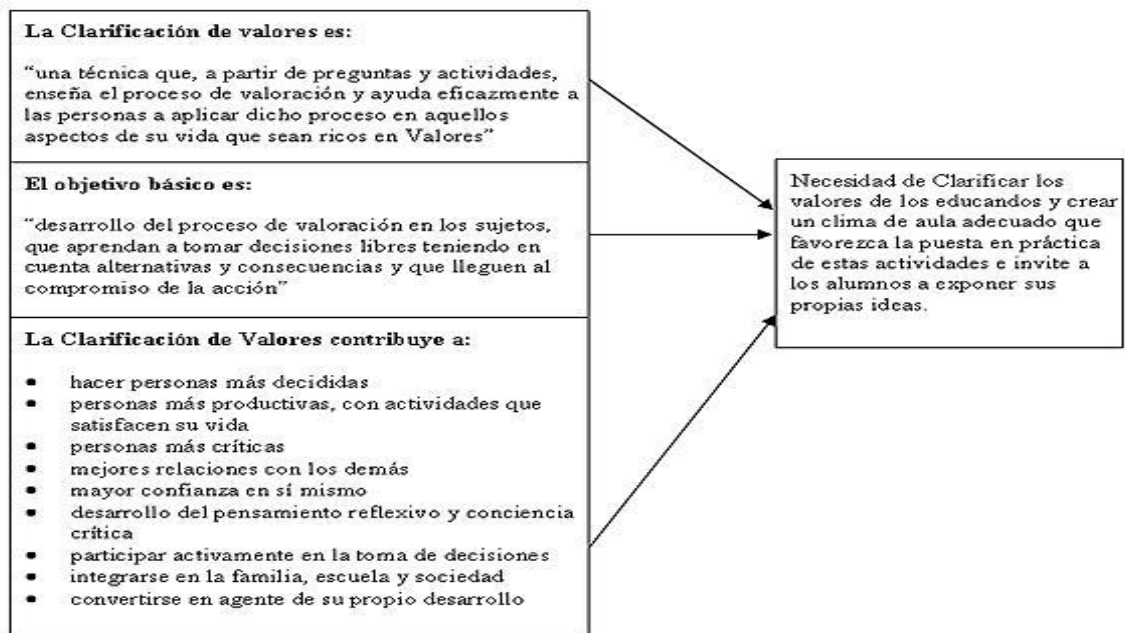 La Clarificación de valores es:
“una técnica que, a partir de preguntas y actividades,
enseña el proceso de valoración y ayuda eficazmente a
las personas a aplicar dicho proceso en aquellos
aspectos de su vida que sean ricos en Valores”
El objetivo básico es:
“desarrollo del proceso de valoración en los sujetos,
que aprendan a tomar decisiones libres teniendo en
cuenta alternativas y consecuencias y que lleguen al
compromiso de la acción”
La Clarificación de Valores contribuye a:
• hacer personas más decididas
• personas más productivas, con actividades que
satisfacen su vida
• personas más críticas
• mejores relaciones con los demás
• mayor confianza en sí mismo
• desarrollo del pensamiento reflexivo y conciencia
crítica
• participar activamente en la toma de decisiones
• integrarse en la familia, escuela y sociedad
• convertirse en agente de su propio desarrollo
Necesidad de Clarificar los
valores de los educandos y crear
un clima de aula adecuado que
favorezca la puesta en práctica
de estas actividades e invite a
los alumnos a exponer sus
propias ideas.